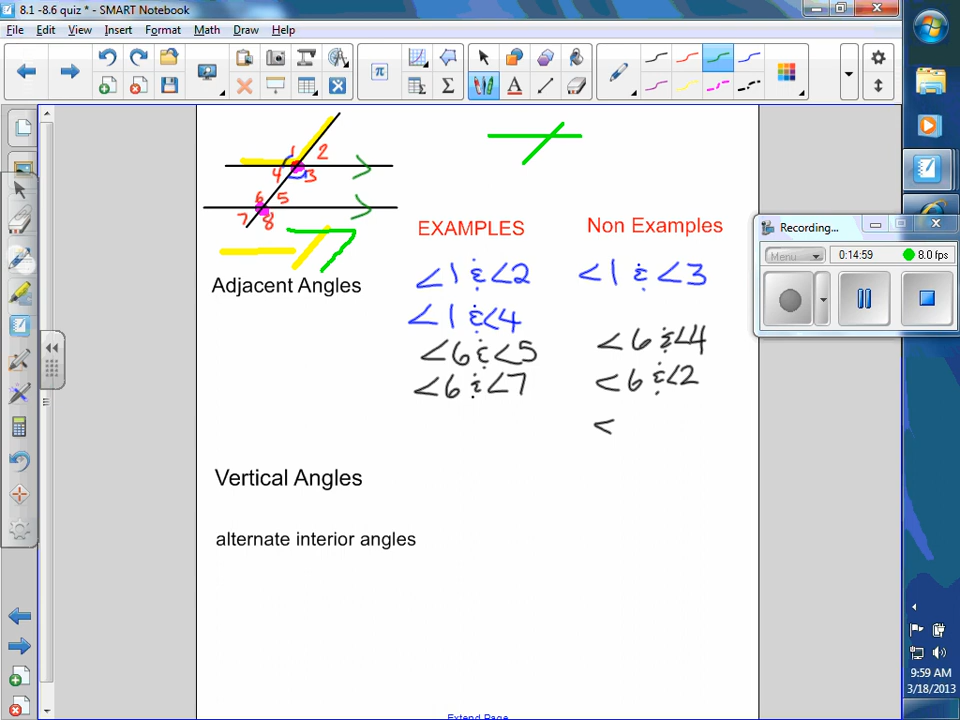 8.1 -8.6 quiz * - SMART Notebook
File Edit View Insert Format Math Draw Help
π Σ A
1 2
4 3
6 5
7 8
EXAMPLES Non Examples
Recording...
Menu 0:14:59 8.0 fps
Adjacent Angles
<1 & <2 <1 & <3
<1 & <4
<6 & <5 <6 & <4
<6 & <7 <6 & <2
<
Vertical Angles
alternate interior angles
9:59 AM
3/18/2013
Extend Page